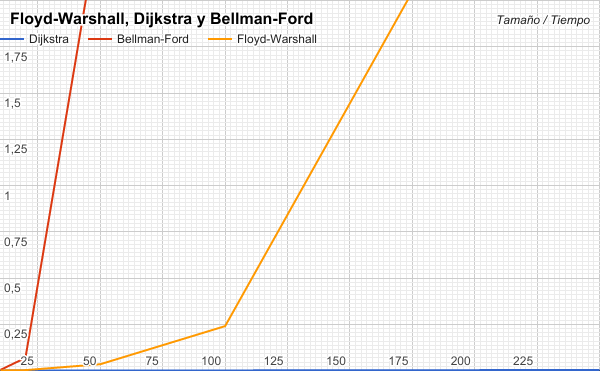 Floyd-Warshall, Dijkstra y Bellman-Ford
Tamaño / Tiempo
Dijkstra Bellman-Ford Floyd-Warshall
1,75
1,5
1,25
1
0,75
0,5
0,25
25 50 75 100 125 150 175 200 225